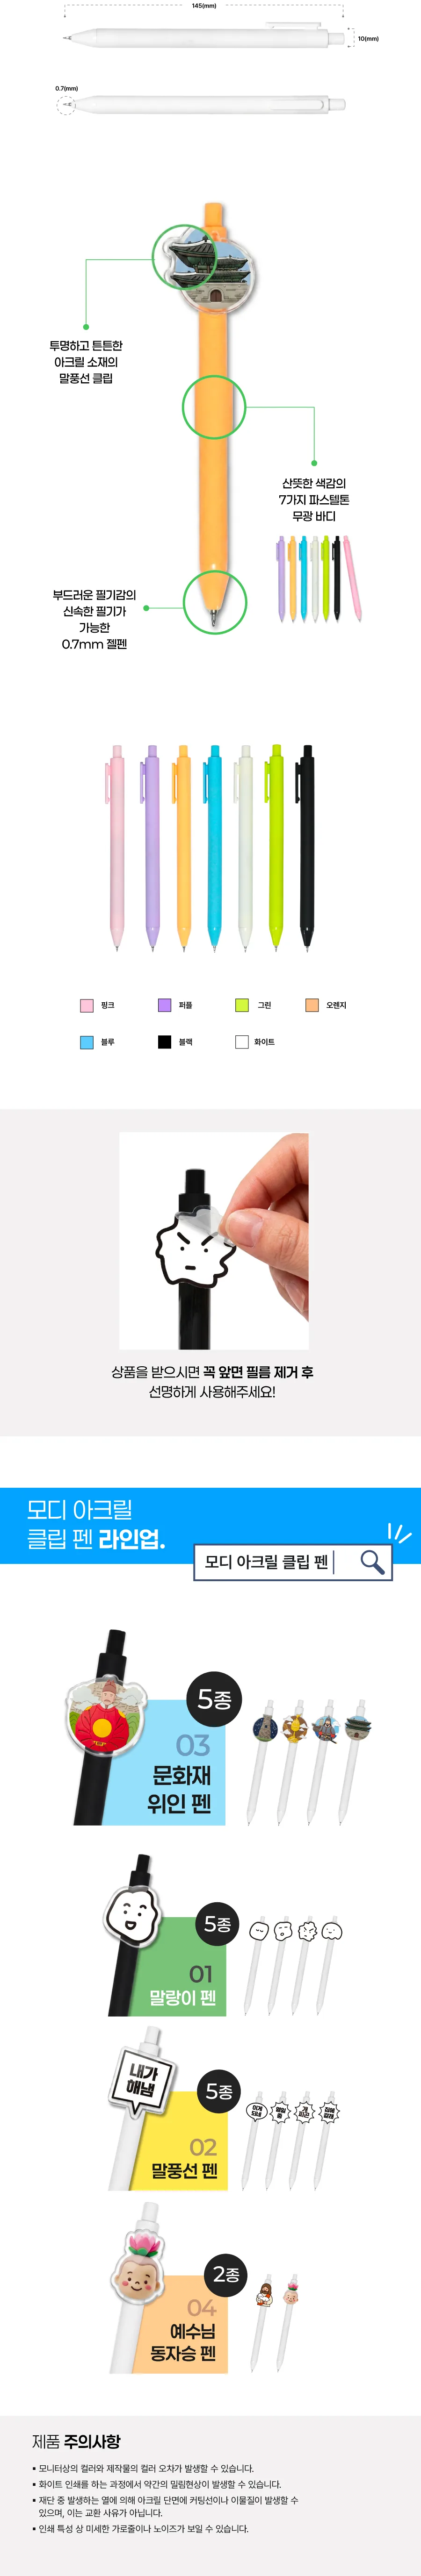 145(mm)
10(mm)
0.7(mm)
투명하고 튼튼한
아크릴 소재의
말풍선 클립
산뜻한 색감의
7가지 파스텔톤
무광 바디
부드러운 필기감의
신속한 필기가
가능한
0.7mm 젤펜
핑크
퍼플
그린
오렌지
블루
블랙
화이트
상품을 받으시면 꼭 앞면 필름 제거 후
선명하게 사용해주세요!
모디 아크릴
클립 펜 라인업.
모디 아크릴 클립 펜
5종
03
문화재
위인 펜
5종
01
말랑이 펜
내가
해냄
5종
02
말풍선 펜
이게
되네
열일
중
집에
갈래
2종
04
예수님
동자승 펜
제품 주의사항
▪ 모니터상의 컬러와 제작물의 컬러 오차가 발생할 수 있습니다.
▪ 화이트 인쇄를 하는 과정에서 약간의 밀림현상이 발생할 수 있습니다.
▪ 재단 중 발생하는 열에 의해 아크릴 단면에 커팅선이나 이물질이 발생할 수
있으며, 이는 교환 사유가 아닙니다.
▪ 인쇄 특성 상 미세한 가로줄이나 노이즈가 보일 수 있습니다.